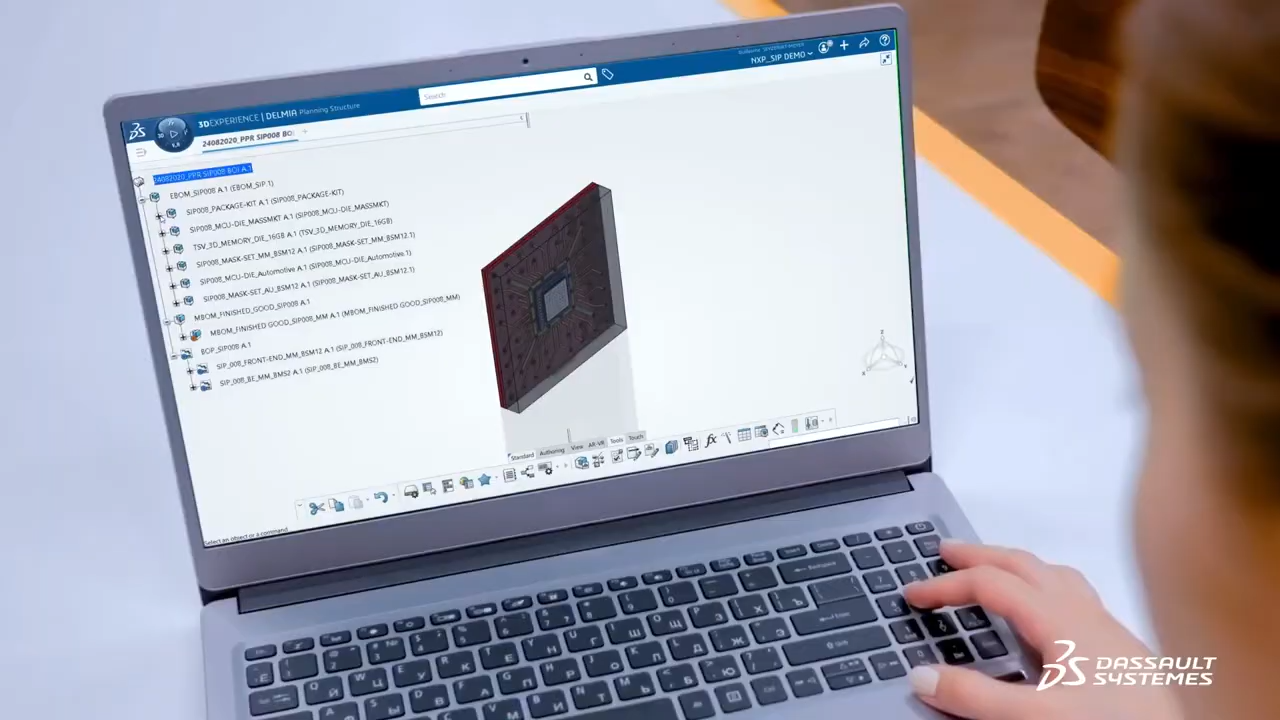 3DEXPERIENCE | DELMIA Planning Structure
Search
NXP_SIP DEMO
24082020_PPR SIP008 BO
24082020_PPR SIP008 BOJ A.1
EBOM_SIP008 A.1 (EBOM_SIP.1)
SIP008_PACKAGE-KIT A.1 (SIP008_PACKAGE-KIT)
SIP008_MCU-DIE_MASSMKT A.1 (SIP008_MCU-DIE_MASSMKT)
TSV_3D_MEMORY_DIE_16GB A.1 (TSV_3D_MEMORY_DIE_16GB)
SIP008_MASK-SET_MM_BSM12 A.1 (SIP008_MASK-SET_MM_BSM12.1)
SIP008_MCU-DIE_Automotive A.1 (SIP008_MCU-DIE_Automotive.1)
SIP008_MASK-SET_AU_BSM12 A.1 (SIP008_MASK-SET_AU_BSM12.1)
MBOM_FINISHED GOOD_SIP008 A.1
MBOM_FINISHED GOOD_SIP008_MM A.1 (MBOM_FINISHED GOOD_SIP008_MM)
BOP_SIP008 A.1
SIP_008_FRONT-END_MM_BSM12 A.1 (SIP_008_FRONT-END_MM_BSM12)
SIP_008_BE_MM_BMS2 A.1 (SIP_008_BE_MM_BMS2)
Standard Authoring View AR-VR Tools Touch
Select an object or a command
DASSAULT
SYSTEMES